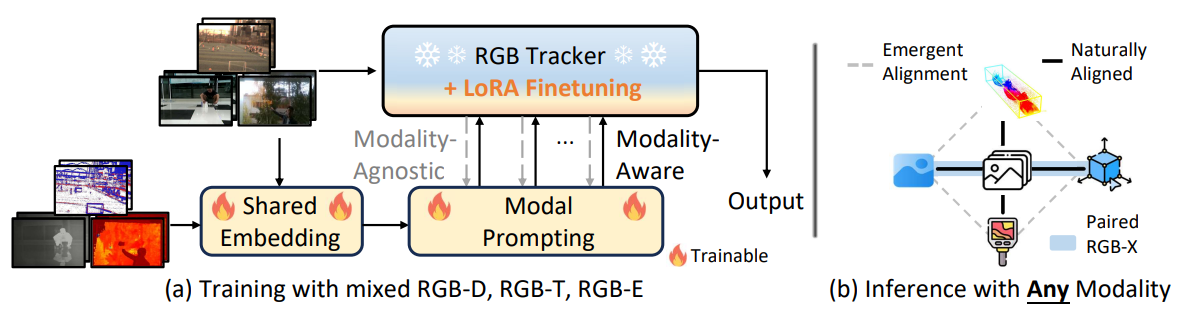 RGB Tracker
+ LoRA Finetuning
Modality-
Agnostic
...
Modality-
Aware
Shared
Embedding
Modal
Prompting
Output
Trainable
(a) Training with mixed RGB-D, RGB-T, RGB-E
Emergent
Alignment
Naturally
Aligned
Paired
RGB-X
(b) Inference with Any Modality